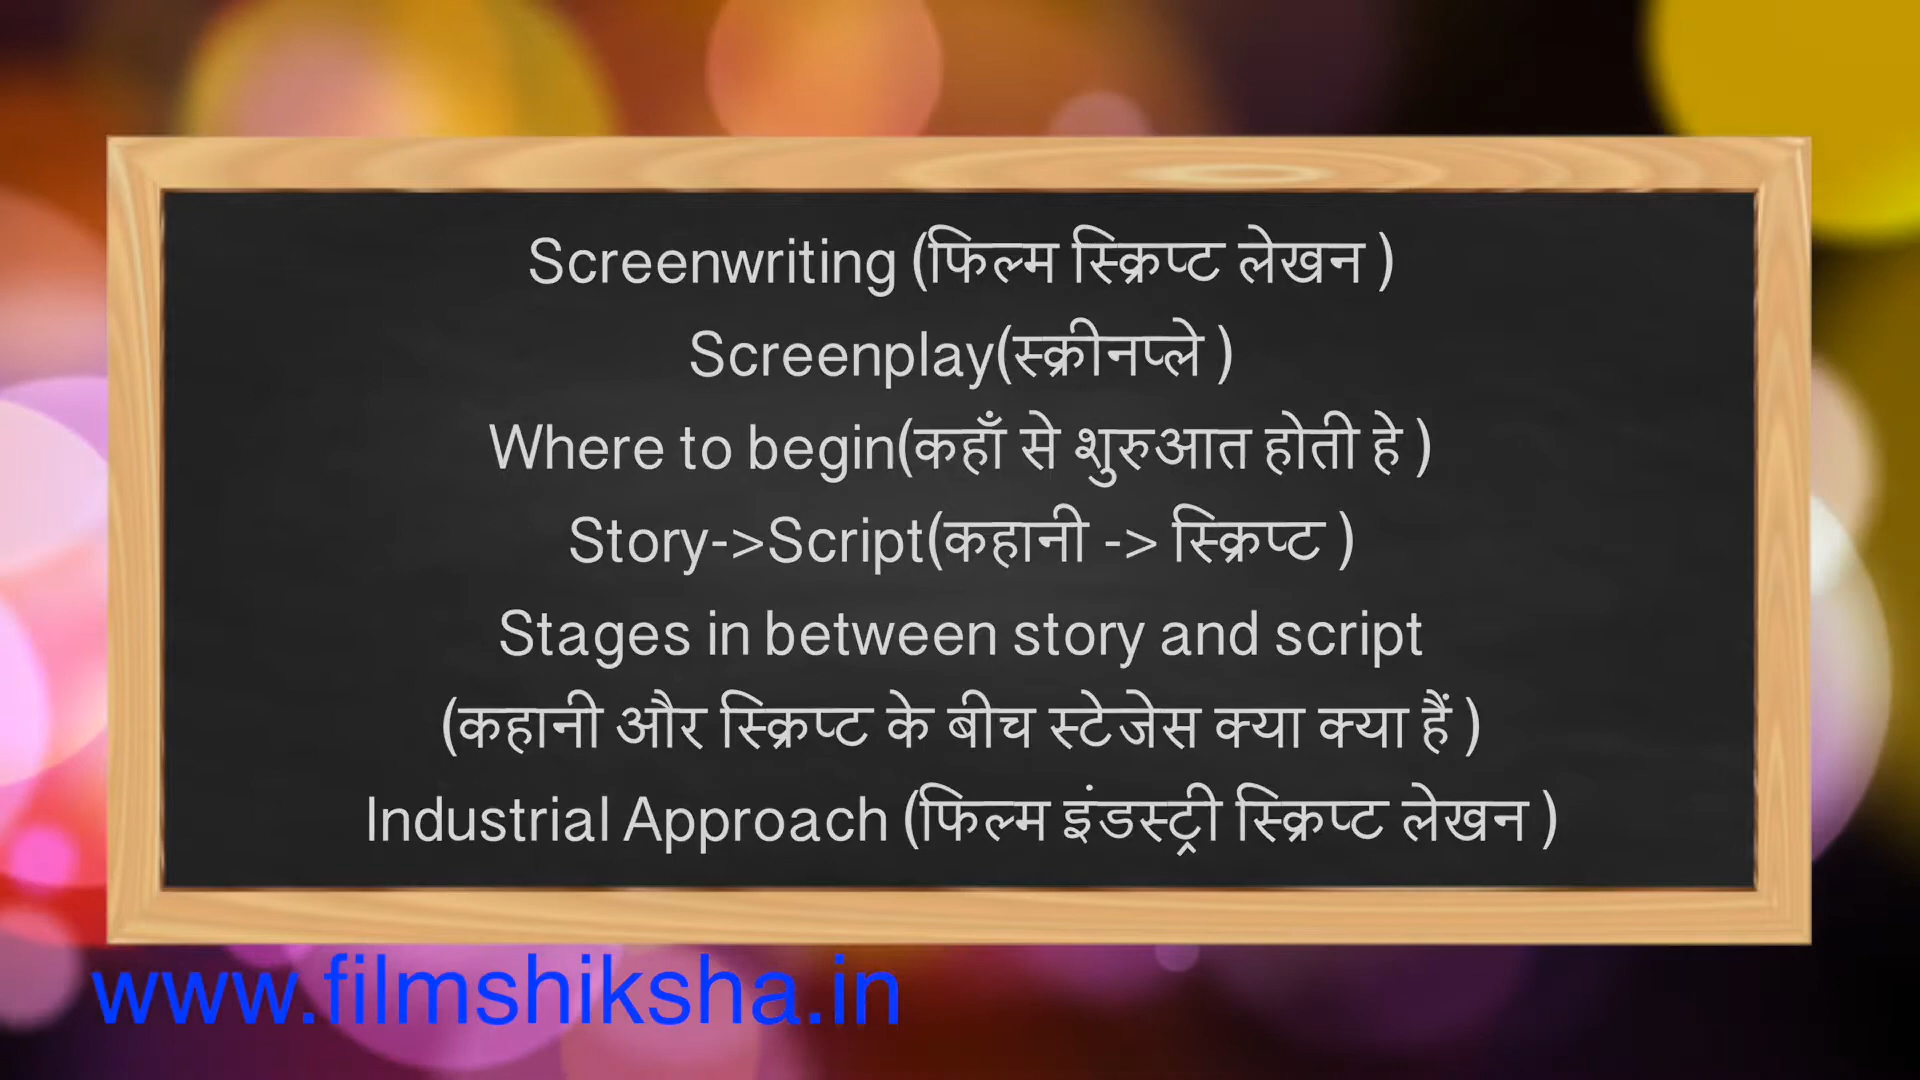 Screenwriting (फिल्म स्क्रिप्ट लेखन )
Screenplay(स्क्रीनप्ले )
Where to begin(कहाँ से शुरुआत होती हे )
Story->Script(कहानी -> स्क्रिप्ट )
Stages in between story and script
(कहानी और स्क्रिप्ट के बीच स्टेजेस क्या क्या हैं )
Industrial Approach (फिल्म इंडस्ट्री स्क्रिप्ट लेखन )
www.filmshiksha.in